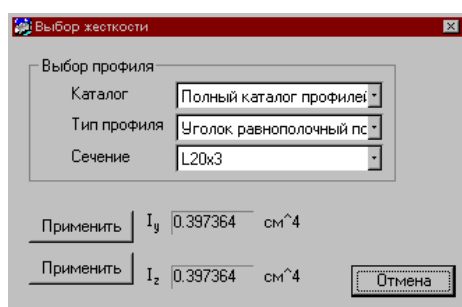 Выбор жесткости
Выбор профиля
Каталог Полный каталог профилей
Тип профиля Уголок равнополочный по
Сечение L20x3
Применить Iy 0.397364 см^4
Применить Iz 0.397364 см^4
Отмена